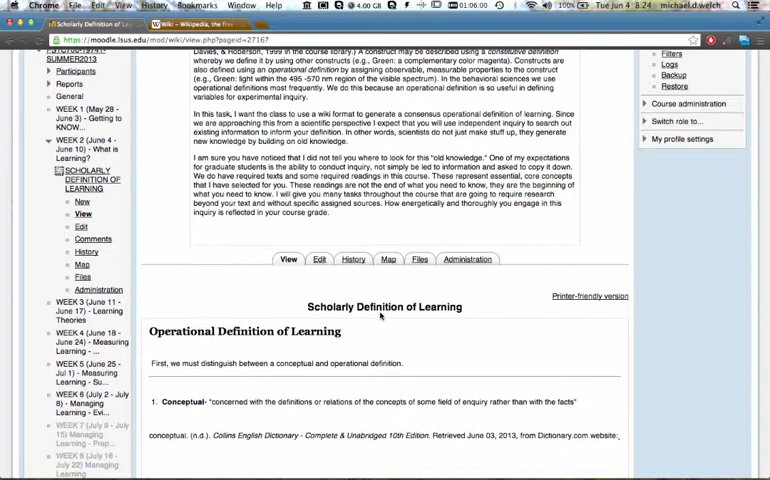 Chrome File Edit View History Bookmarks Window Help
4.00 GB
01:06:00
100%
Tue Jun 4 8:24 michael.d.welch
Scholarly Definition of Lear
Wiki – Wikipedia, the free
https://moodle.lsus.edu/mod/wiki/view.php?pageid=27167
SUMMER2013
Participants
Reports
General
WEEK 1 (May 28 -
June 3) - Getting to
KNOW...
WEEK 2 (June 4 -
June 10) - What is
Learning?
SCHOLARLY
DEFINITION OF
LEARNING
New
View
Edit
Comments
History
Map
Files
Administration
WEEK 3 (June 11 -
June 17) - Learning
Theories
WEEK 4 (June 18 -
June 24) - Measuring
Learning - ...
WEEK 5 (June 25 -
Jul 1) - Measuring
Learning - Su...
WEEK 6 (July 2 - July
8) - Managing
Learning - Evi...
WEEK 7 (July 9 - July
15) Managing
Learning - Prep...
WEEK 8 (July 16 -
July 22) Managing
Learning
Davies, & Hoderson, 1999 in the course library.) A construct may be described using a constitutive definition
whereby we define it by using other constructs (e.g., Green: a complementary color magenta). Constructs are
also defined using an operational definition by assigning observable, measurable properties to the construct
(e.g., Green: light within the 495 -570 nm region of the visible spectrum). In the behavioral sciences we use
operational definitions most frequently. We do this because an operational definition is so useful in defining
variables for experimental inquiry.
In this task, I want the class to use a wiki format to generate a consensus operational definition of learning. Since
we are approaching this from a scientific perspective I expect that you will use independent inquiry to search out
existing information to inform your definition. In other words, scientists do not just make stuff up, they generate
new knowledge by building on old knowledge.
I am sure you have noticed that I did not tell you where to look for this "old knowledge." One of my expectations
for graduate students is the ability to conduct inquiry, not simply be led to information and asked to copy it down.
We do have required texts and some required readings in this course. These represent essential, core concepts
that I have selected for you. These readings are not the end of what you need to know, they are the beginning of
what you need to know. I will give you many tasks throughout the course that are going to require research
beyond your text and without specific assigned sources. How energetically and thoroughly you engage in this
inquiry is reflected in your course grade.
View Edit History Map Files Administration
Printer-friendly version
Scholarly Definition of Learning
Operational Definition of Learning
First, we must distinguish between a conceptual and operational definition.
1. Conceptual- "concerned with the definitions or relations of the concepts of some field of enquiry rather than with the facts"
conceptual. (n.d.). Collins English Dictionary - Complete & Unabridged 10th Edition. Retrieved June 03, 2013, from Dictionary.com website:
Filters
Logs
Backup
Restore
Course administration
Switch role to...
My profile settings